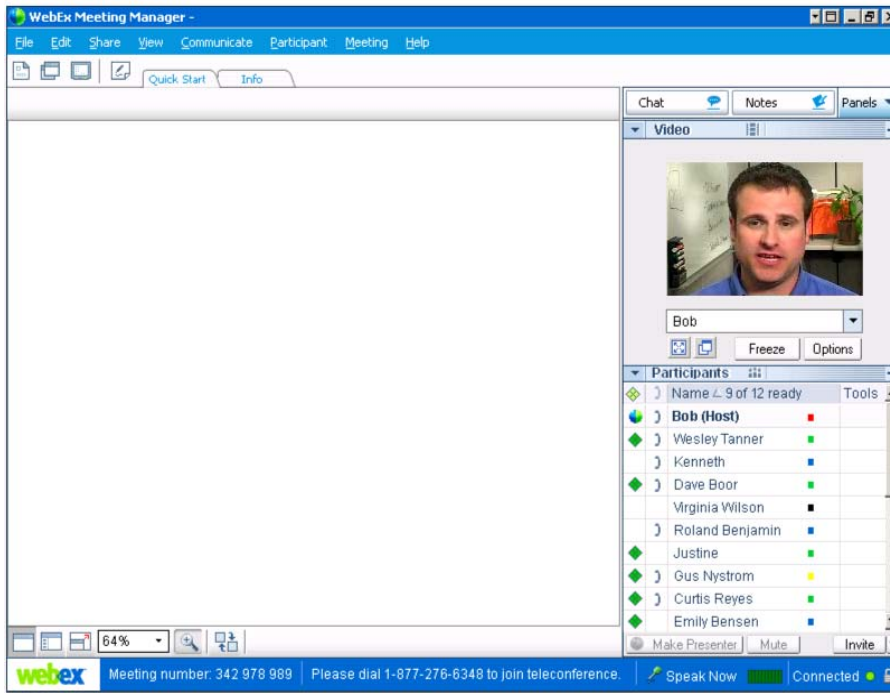 WebEx Meeting Manager -
File Edit Share View Communicate Participant Meeting Help
Quick Start Info
Chat Notes Panels
Video
Bob
Freeze Options
Participants
Name 9 of 12 ready Tools
Bob (Host)
Wesley Tanner
Kenneth
Dave Boor
Virginia Wilson
Roland Benjamin
Justine
Gus Nystrom
Curtis Reyes
Emily Bensen
64% Make Presenter Mute Invite
webex Meeting number: 342 978 989 Please dial 1-877-276-6348 to join teleconference. Speak Now Connected